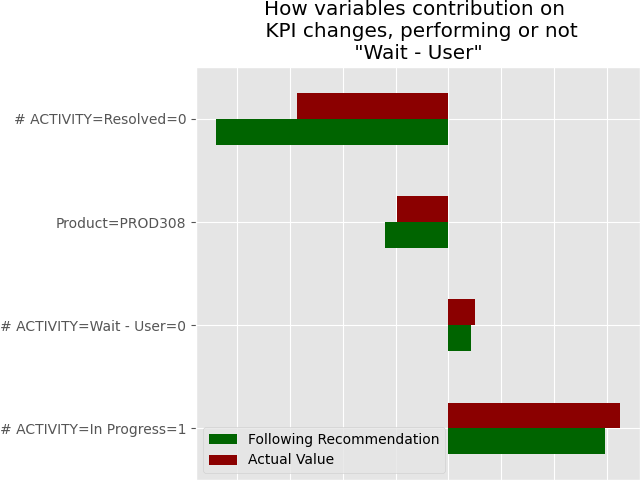 How variables contribution on
KPI changes, performing or not
"Wait - User"
# ACTIVITY=Resolved=0
Product=PROD308
# ACTIVITY=Wait - User=0
# ACTIVITY=In Progress=1
Following Recommendation
Actual Value